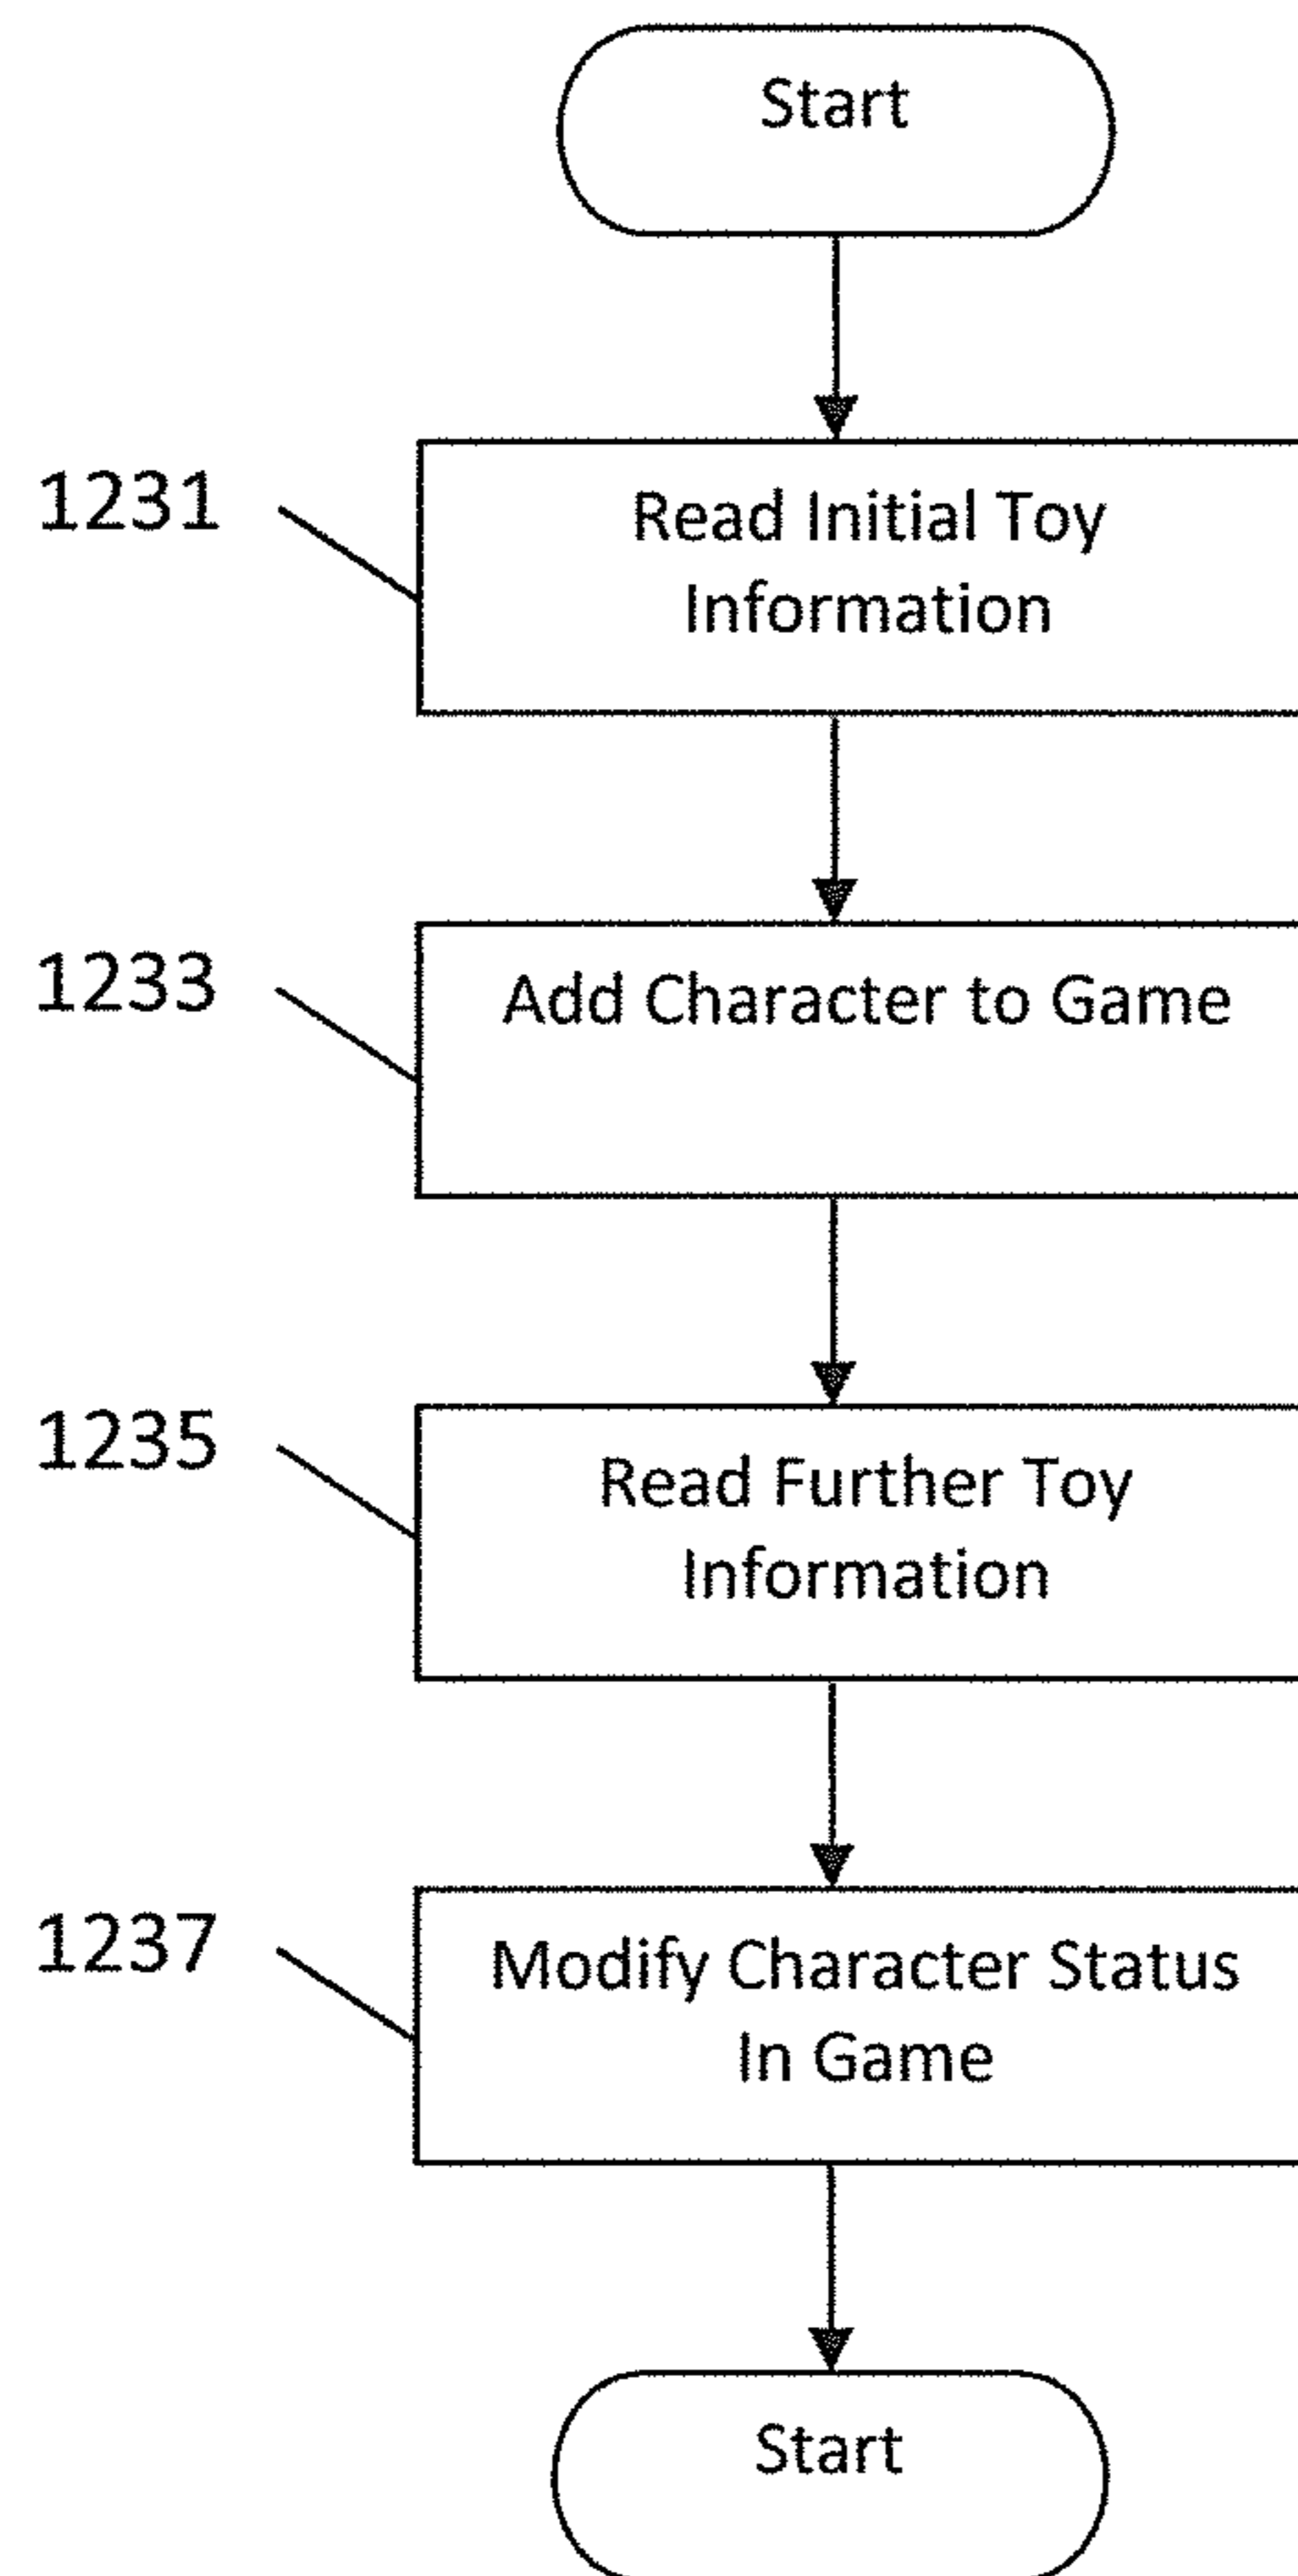 Start
1231
Read Initial Toy
Information
1233
Add Character to Game
1235
Read Further Toy
Information
1237
Modify Character Status
In Game
Start